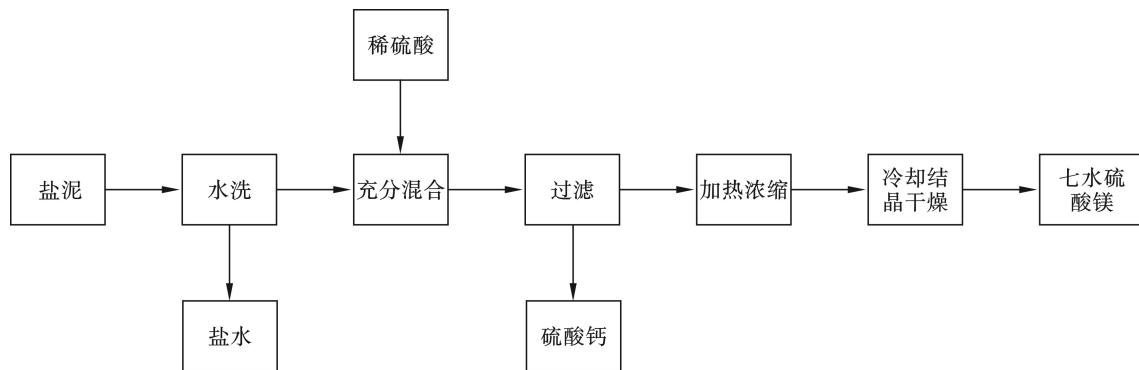 稀硫酸
盐泥
水洗
充分混合
过滤
加热浓缩
冷却结
晶干燥
七水硫
酸镁
盐水
硫酸钙